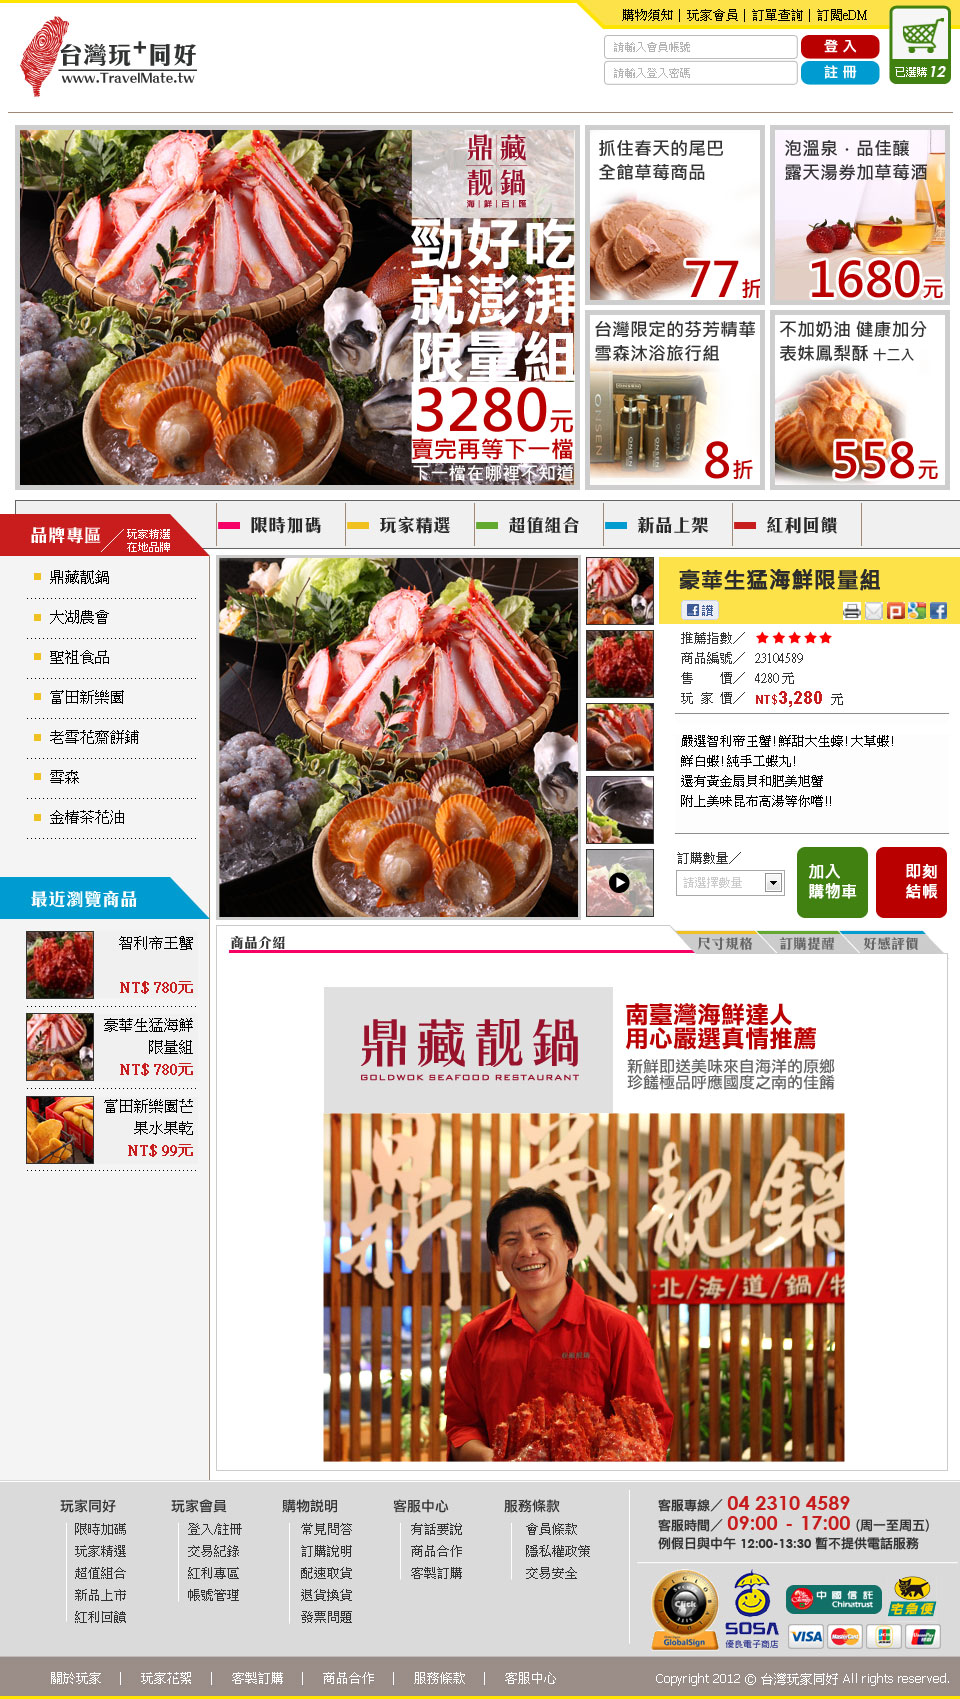 購物須知 | 玩家會員 | 訂單查詢 | 訂閱eDM
台灣玩+同好
www.TravelMate.tw
請輸入會員帳號
登入
請輸入登入密碼
註冊
已選購 12
鼎藏
靚鍋
海|鮮|百|匯
勁好吃
就澎湃
限量組
3280元
賣完再等下一檔
下一檔在哪裡不知道
抓住春天的尾巴
全館草莓商品
77折
泡溫泉．品佳釀
露天湯券加草莓酒
1680元
台灣限定的芬芳精華
雪森沐浴旅行組
ONSEN
8折
不加奶油 健康加分
表妹鳳梨酥 十二入
558元
品牌專區／玩家精選
在地品牌
限時加碼
玩家精選
超值組合
新品上架
紅利回饋
鼎藏靚鍋
大湖農會
聖祖食品
富田新樂園
老雪花齋餅鋪
雪森
金椿茶花油
最近瀏覽商品
智利帝王蟹
NT$ 780元
豪華生猛海鮮
限量組
NT$ 780元
富田新樂園芒
果水果乾
NT$ 99元
豪華生猛海鮮限量組
讚
推薦指數／ ★★★★★
商品編號／ 23104589
售　價／ 4280 元
玩 家 價／ NT$3,280 元
嚴選智利帝王蟹!鮮甜大生蠔!大草蝦!
鮮白蝦!純手工蝦丸!
還有黃金扇貝和肥美旭蟹
附上美味昆布高湯等你嚐!!
訂購數量／
請選擇數量
加入
購物車
即刻
結帳
商品介紹
尺寸規格
訂購提醒
好感評價
鼎藏靚鍋
GOLDWOK SEAFOOD RESTAURANT
南臺灣海鮮達人
用心嚴選真情推薦
新鮮即送美味來自海洋的原鄉
珍饈極品呼應國度之南的佳餚
鼎藏靚鍋
北/海/道/鍋/物
玩家同好
限時加碼
玩家精選
超值組合
新品上市
紅利回饋
玩家會員
登入/註冊
交易紀錄
紅利專區
帳號管理
購物說明
常見問答
訂購說明
配速取貨
退貨換貨
發票問題
客服中心
有話要說
商品合作
客製訂購
服務條款
會員條款
隱私權政策
交易安全
客服專線／ 04 2310 4589
客服時間／ 09:00 - 17:00 (周一至周五)
例假日與中午 12:00-13:30 暫不提供電話服務
Click
GlobalSign
SOSA
優良電子商店
中國信託
Chinatrust
宅急便
VISA
MasterCard
JCB
UnionPay
關於玩家 | 玩家花絮 | 客製訂購 | 商品合作 | 服務條款 | 客服中心
Copyright 2012 © 台灣玩家同好 All rights reserved.